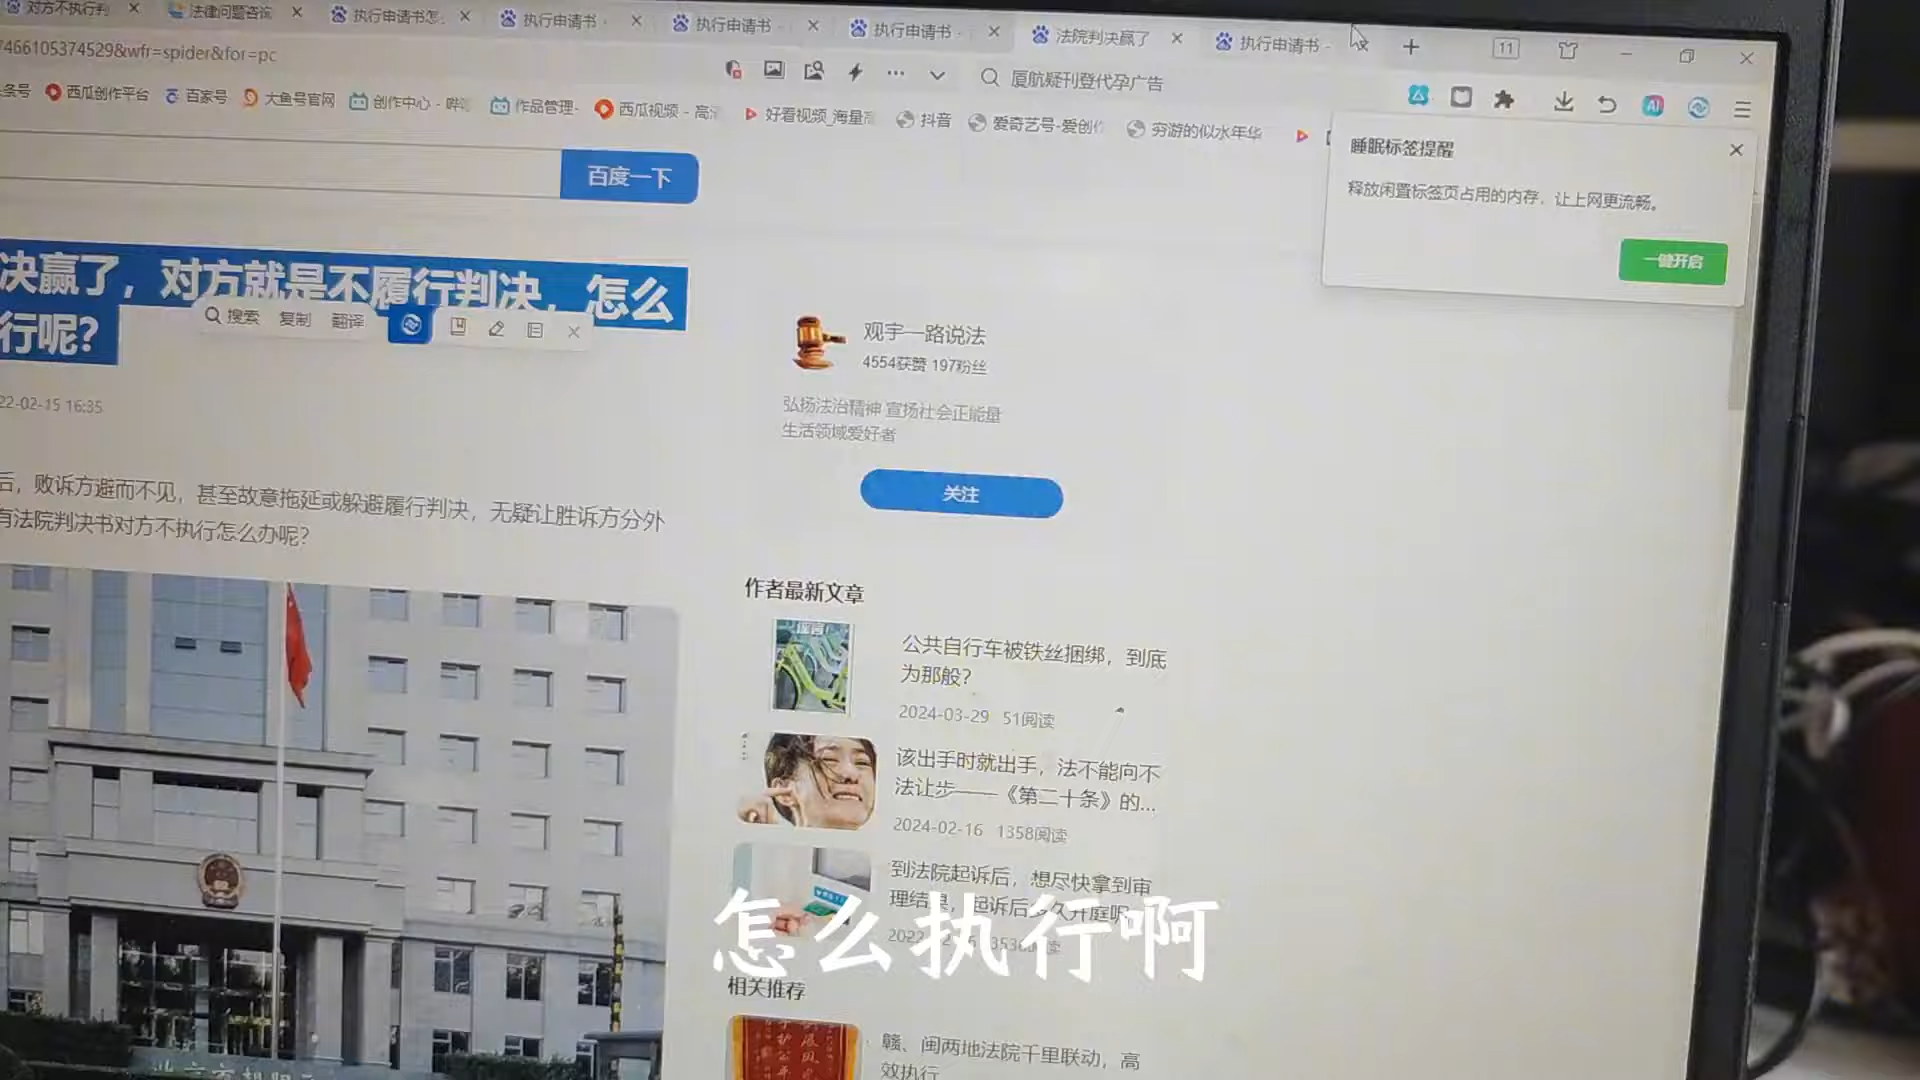 对方不执行判
法律问题咨询
执行申请书怎
执行申请书
执行申请书
执行申请书
法院判决赢了
执行申请书
11
7466105374529&wfr=spider&for=pc
厦航疑刊登代孕广告
条号
西瓜创作平台
百家号
大鱼号官网
创作中心 - 哔
作品管理-
西瓜视频 - 高
好看视频_海量
抖音
爱奇艺号-爱创
穷游的似水年华
睡眠标签提醒
释放闲置标签页占用的内存，让上网更流畅。
一键开启
百度一下
决赢了，对方就是不履行判决，怎么
行呢？
搜索 复制 翻译
22-02-15 16:35
观宇一路说法
4554获赞 197粉丝
弘扬法治精神 宣扬社会正能量
生活领域爱好者
关注
后，败诉方避而不见，甚至故意拖延或躲避履行判决，无疑让胜诉方分外
有法院判决书对方不执行怎么办呢？
作者最新文章
公共自行车被铁丝捆绑，到底
为那般？
2024-03-29 51阅读
该出手时就出手，法不能向不
法让步——《第二十条》的...
2024-02-16 1358阅读
到法院起诉后，想尽快拿到审
理结果，起诉后多久开庭呢
怎么执行啊
相关推荐
赣、闽两地法院千里联动，高
效执行